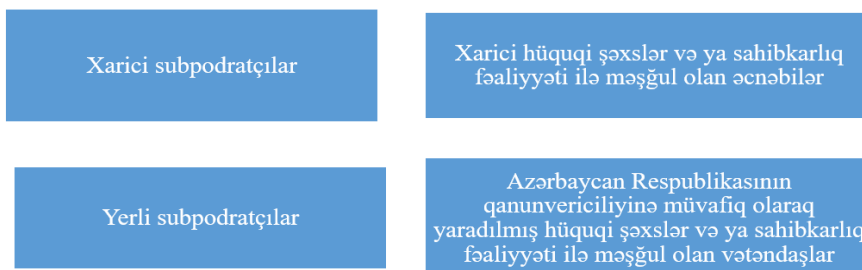 Xarici subpodratçılar
Xarici hüquqi şəxslər və ya sahibkarlıq
fəaliyyəti ilə məşğul olan əcnəbilər
Yerli subpodratçılar
Azərbaycan Respublikasının
qanunvericiliyinə müvafiq olaraq
yaradılmış hüquqi şəxslər və ya sahibkarlıq
fəaliyyəti ilə məşğul olan vətəndaşlar